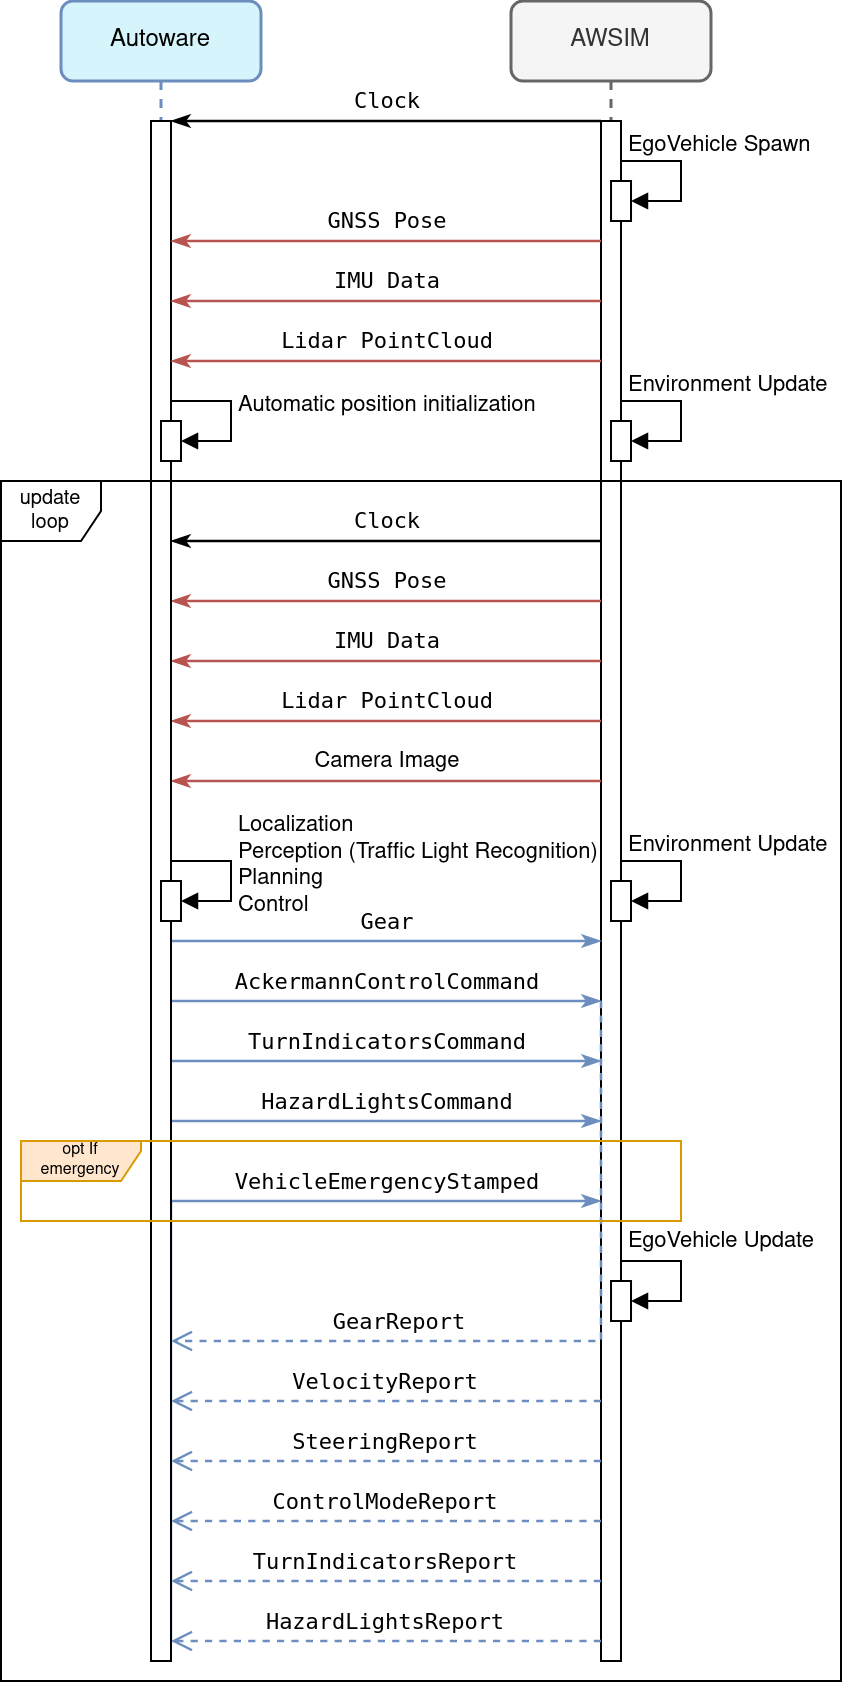 Autoware
AWSIM
Clock
EgoVehicle Spawn
GNSS Pose
IMU Data
Lidar PointCloud
Environment Update
Automatic position initialization
update
loop
Clock
GNSS Pose
IMU Data
Lidar PointCloud
Camera Image
Localization
Perception (Traffic Light Recognition)
Planning
Control
Environment Update
Gear
AckermannControlCommand
TurnIndicatorsCommand
HazardLightsCommand
opt If
emergency
VehicleEmergencyStamped
EgoVehicle Update
GearReport
VelocityReport
SteeringReport
ControlModeReport
TurnIndicatorsReport
HazardLightsReport